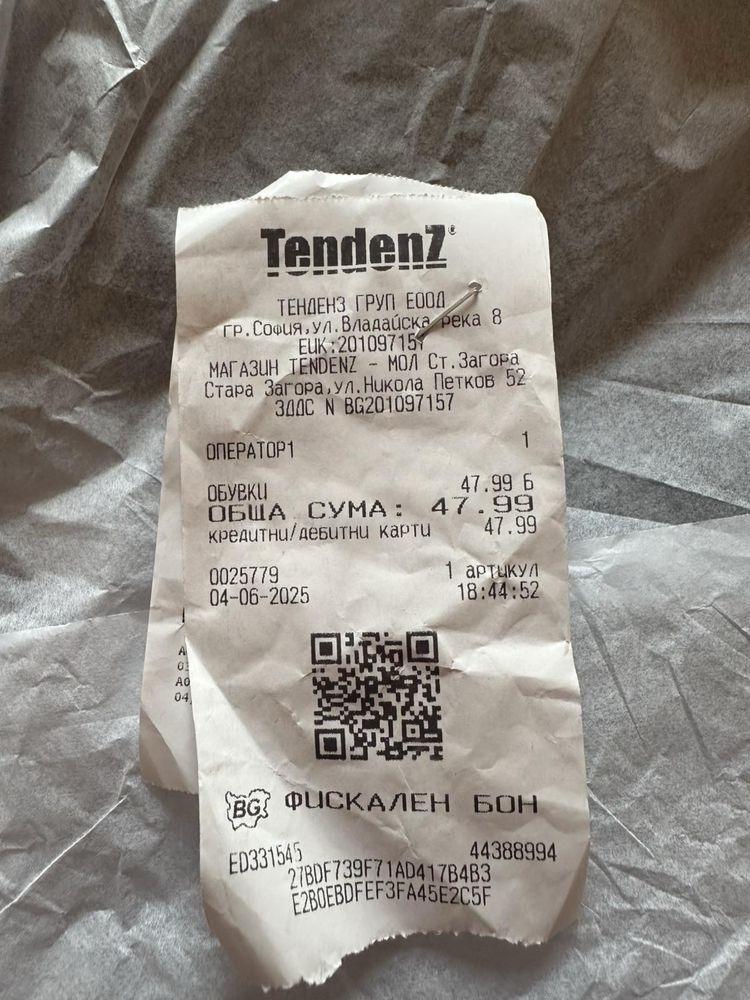 TendenZ®
ТЕНДЕНЗ ГРУП ЕООД
гр.София,ул.Владайска река 8
ЕИК:201097157
МАГАЗИН TENDENZ - МОЛ Ст.Загора
Стара Загора,ул.Никола Петков 52
ЗДДС N BG201097157
ОПЕРАТОР1 1
ОБУВКИ 47.99 Б
ОБЩА СУМА: 47.99
кредитни/дебитни карти 47.99
0025779 1 артикул
04-06-2025 18:44:52
BG ФИСКАЛЕН БОН
ED331545 44388994
27BDF739F71AD417B4B3
E2B0EBDFEF3FA45E2C5F